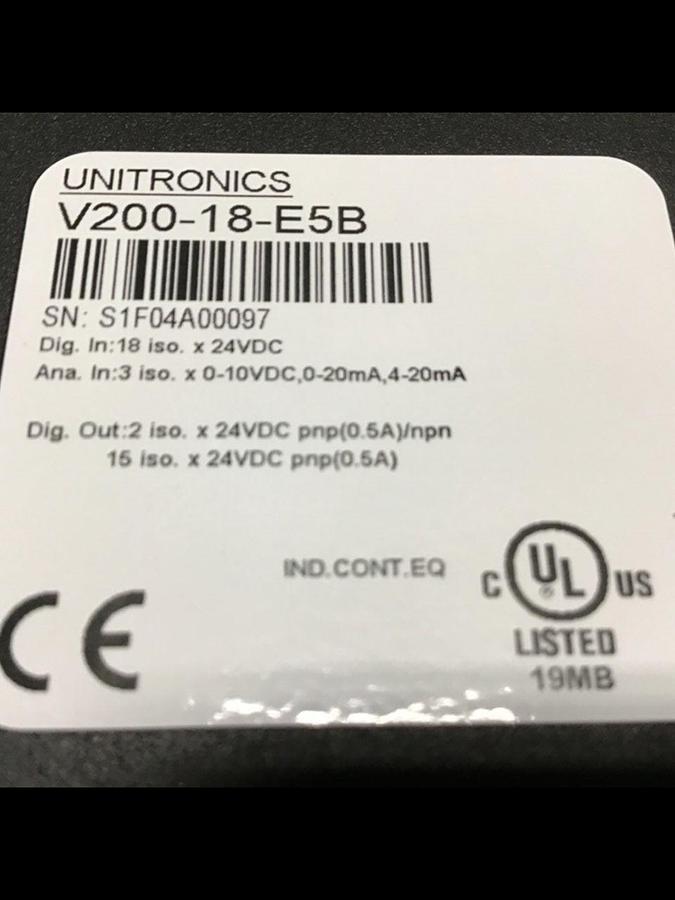 UNITRONICS
V200-18-E5B
SN: S1F04A00097
Dig. In:18 iso. x 24VDC
Ana. In:3 iso. x 0-10VDC,0-20mA,4-20mA
Dig. Out:2 iso. x 24VDC pnp(0.5A)/npn
15 iso. x 24VDC pnp(0.5A)
IND.CONT.EQ
C UL ® US
LISTED
19MB
CE